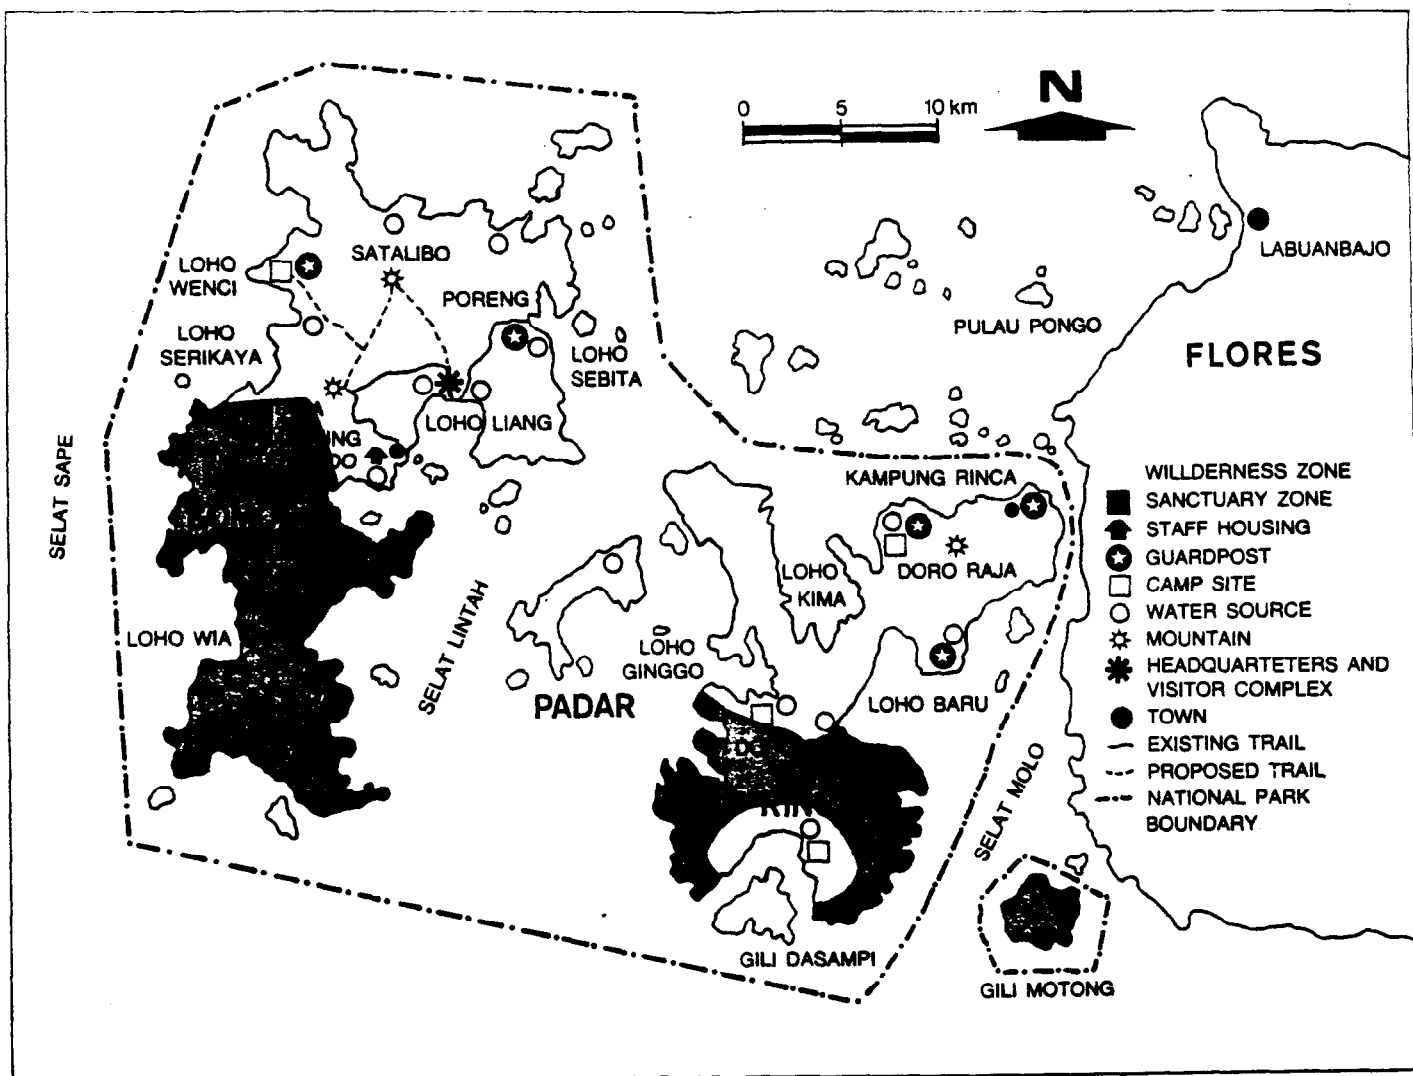 N
0 5 10 km
LABUANBAJO
SATALIBO
LOHO
WENCI
PORENG
PULAU PONGO
LOHO
SERIKAYA
LOHO
SEBITA
FLORES
LOHO LIANG
SELAT SAPE
KAMPUNG RINCA
DORO RAJA
LOHO
KIMA
LOHO WIA
SELAT LINTAH
LOHO
GINGGO
PADAR
LOHO BARU
SELAT MOLO
GILI DASAMPI
GILI MOTONG
WILLDERNESS ZONE
SANCTUARY ZONE
STAFF HOUSING
GUARDPOST
CAMP SITE
WATER SOURCE
MOUNTAIN
HEADQUARTETERS AND
VISITOR COMPLEX
TOWN
EXISTING TRAIL
PROPOSED TRAIL
NATIONAL PARK
BOUNDARY